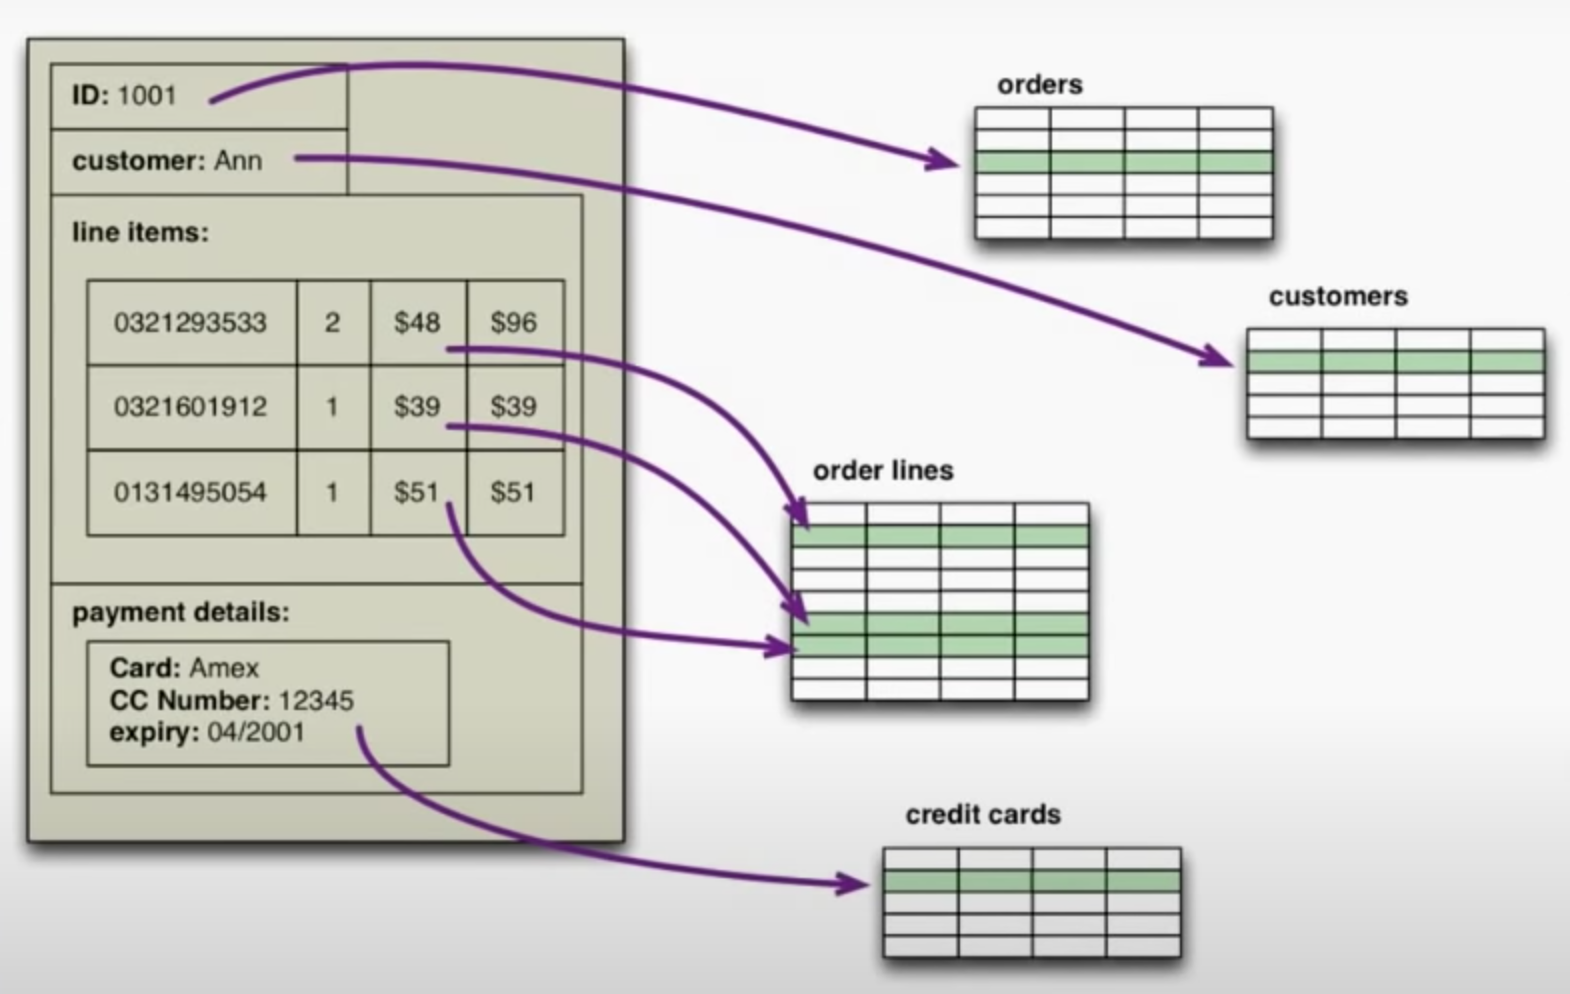 ID: 1001
customer: Ann
line items:
0321293533 2 $48 $96
0321601912 1 $39 $39
0131495054 1 $51 $51
payment details:
Card: Amex
CC Number: 12345
expiry: 04/2001
orders
customers
order lines
credit cards